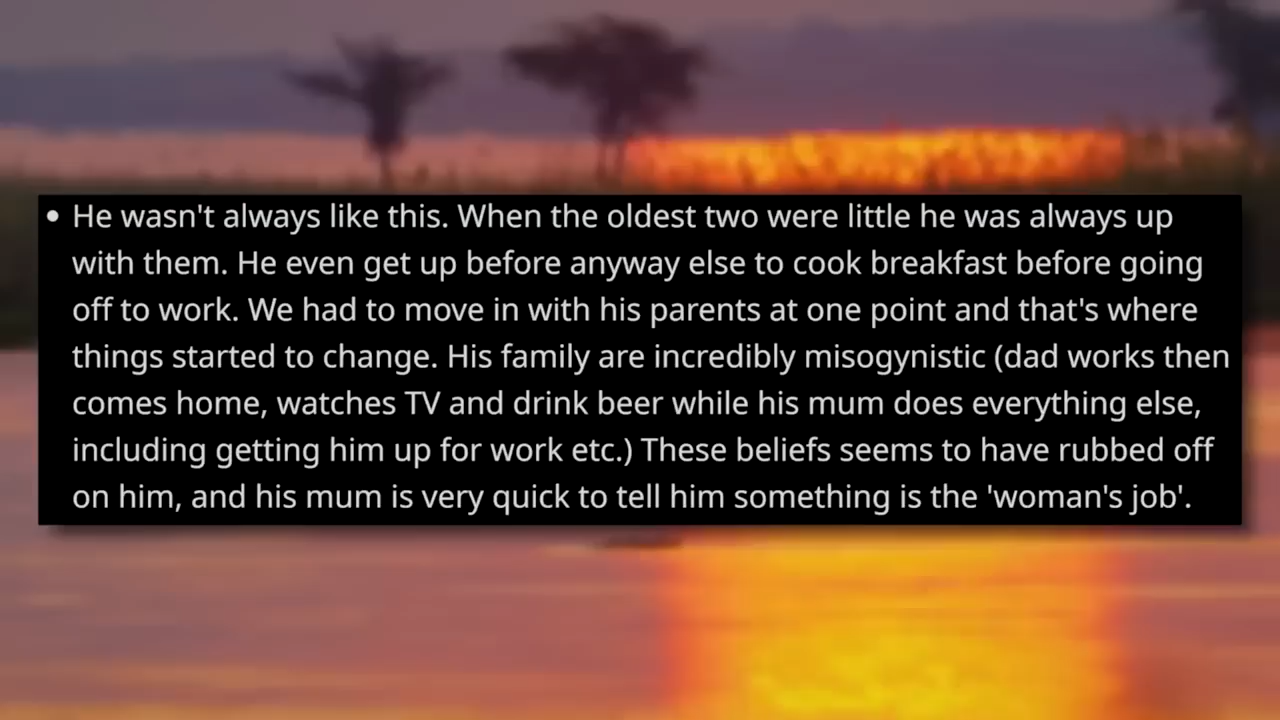 • He wasn't always like this. When the oldest two were little he was always up
with them. He even get up before anyway else to cook breakfast before going
off to work. We had to move in with his parents at one point and that's where
things started to change. His family are incredibly misogynistic (dad works then
comes home, watches TV and drink beer while his mum does everything else,
including getting him up for work etc.) These beliefs seems to have rubbed off
on him, and his mum is very quick to tell him something is the 'woman's job'.